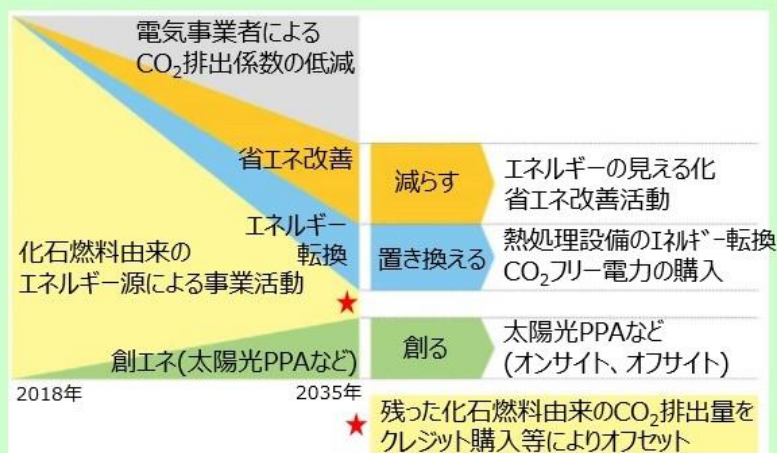 電気事業者による
CO₂排出係数の低減
省エネ改善
エネルギー
転換
化石燃料由来の
エネルギー源による事業活動
★
創エネ(太陽光PPAなど)
2018年
2035年
減らす
エネルギーの見える化
省エネ改善活動
置き換える
熱処理設備のエネルギー転換
CO₂フリー電力の購入
創る
太陽光PPAなど
(オンサイト、オフサイト)
★ 残った化石燃料由来のCO₂排出量を
クレジット購入等によりオフセット